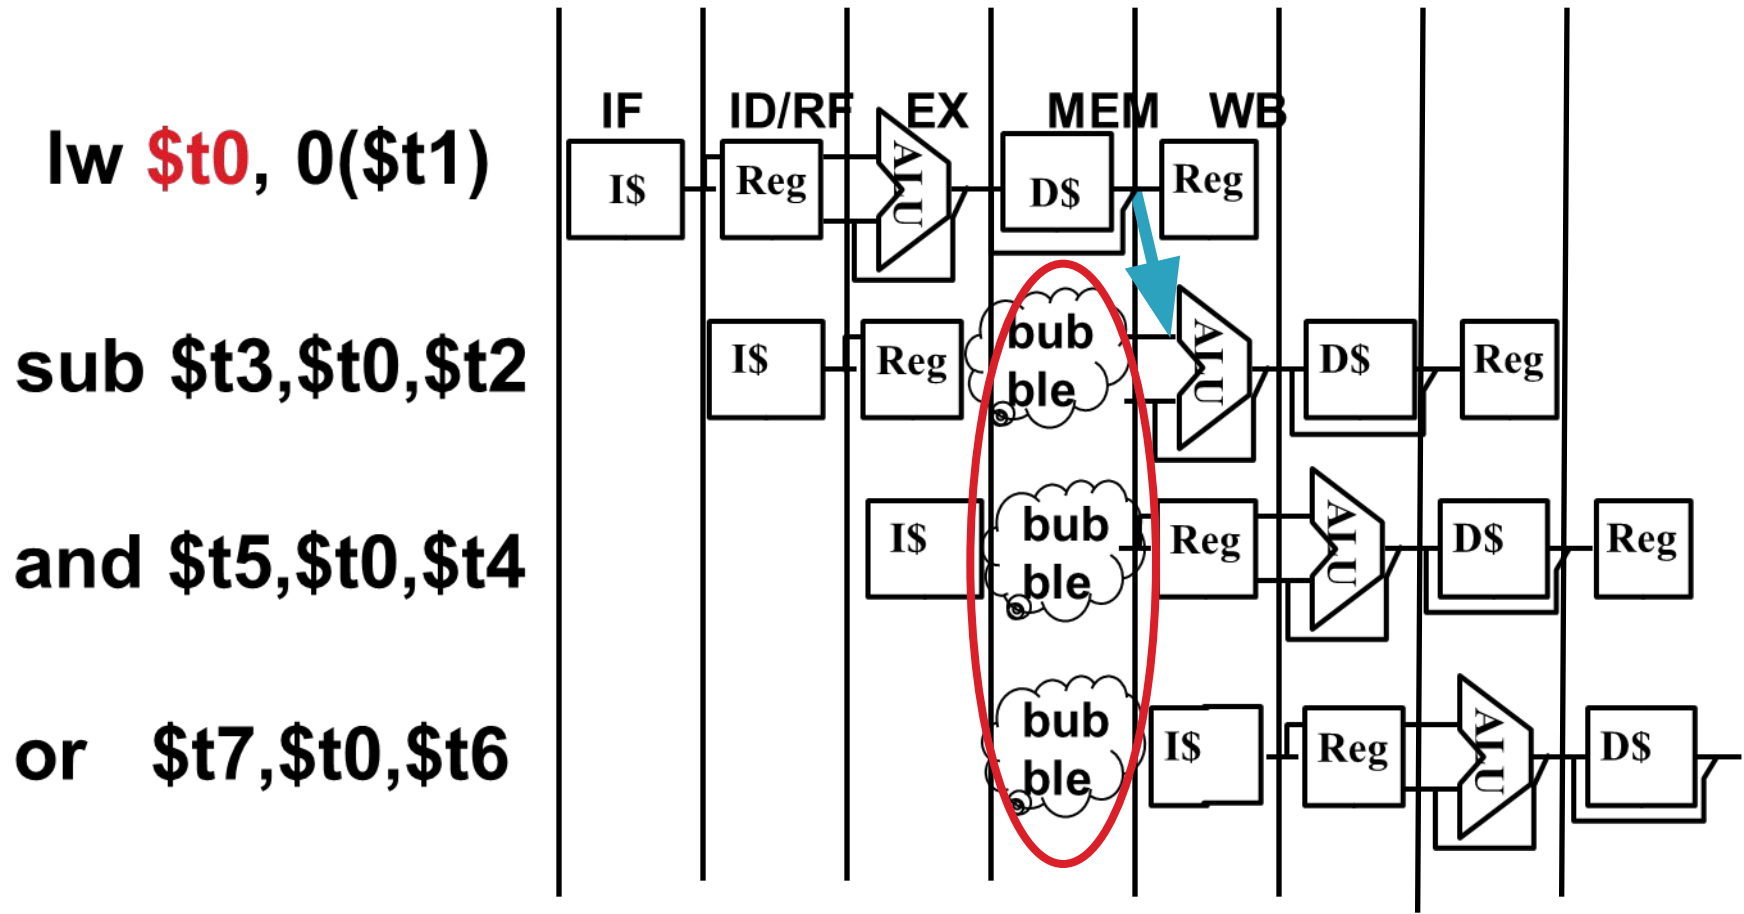 IF ID/RF EX MEM WB
lw $t0, 0($t1)
I$ Reg ALU D$ Reg
sub $t3,$t0,$t2
I$ Reg bub ble ALU D$ Reg
and $t5,$t0,$t4
I$ bub ble Reg ALU D$ Reg
or $t7,$t0,$t6
bub ble I$ Reg ALU D$